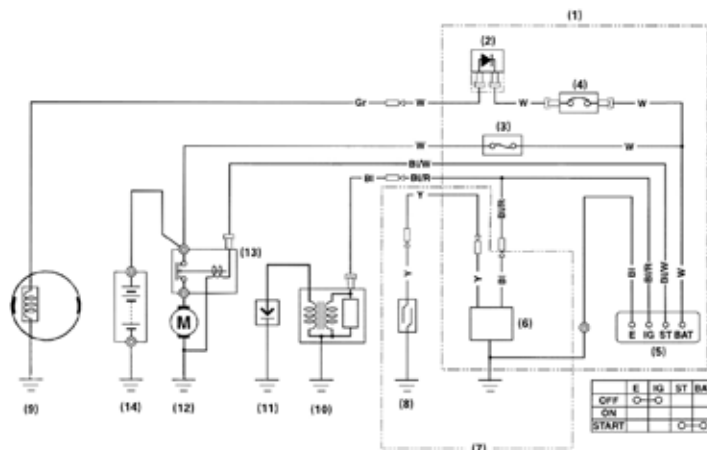 (1)
(2)
(4)
Gr W W W
(3)
W W
Bl/W
Bl Bl/R
Y
(13)
Bl/R
Y Y Bl
Bl Bl/R Bl/W W
M
(6)
E IG ST BAT
(5)
(9) (14) (12) (11) (10) (8)
(7)
E IG ST BA
OFF
ON
START